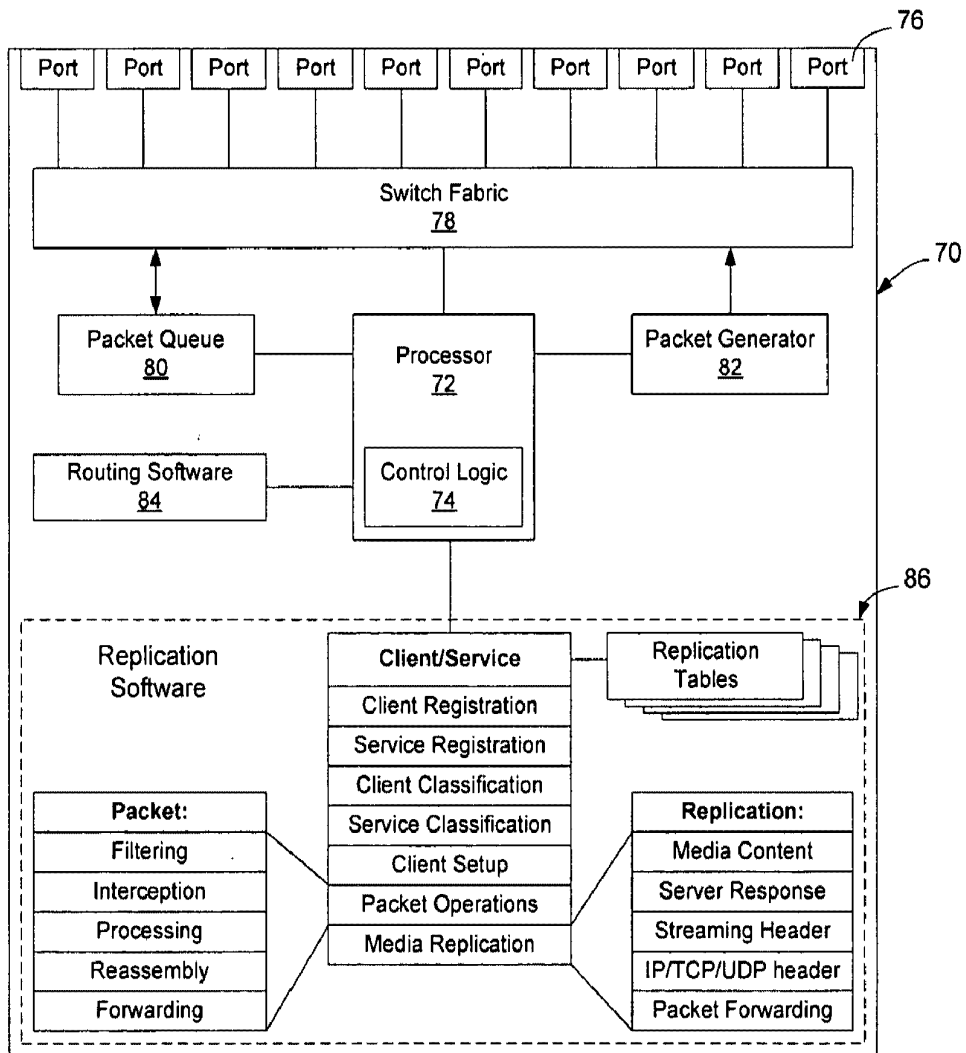 76
Port Port Port Port Port Port Port Port Port Port
Switch Fabric
78
70
Packet Queue
80
Processor
72
Packet Generator
82
Routing Software
84
Control Logic
74
86
Replication
Software
Client/Service
Client Registration
Service Registration
Client Classification
Service Classification
Client Setup
Packet Operations
Media Replication
Replication
Tables
Packet:
Filtering
Interception
Processing
Reassembly
Forwarding
Replication:
Media Content
Server Response
Streaming Header
IP/TCP/UDP header
Packet Forwarding